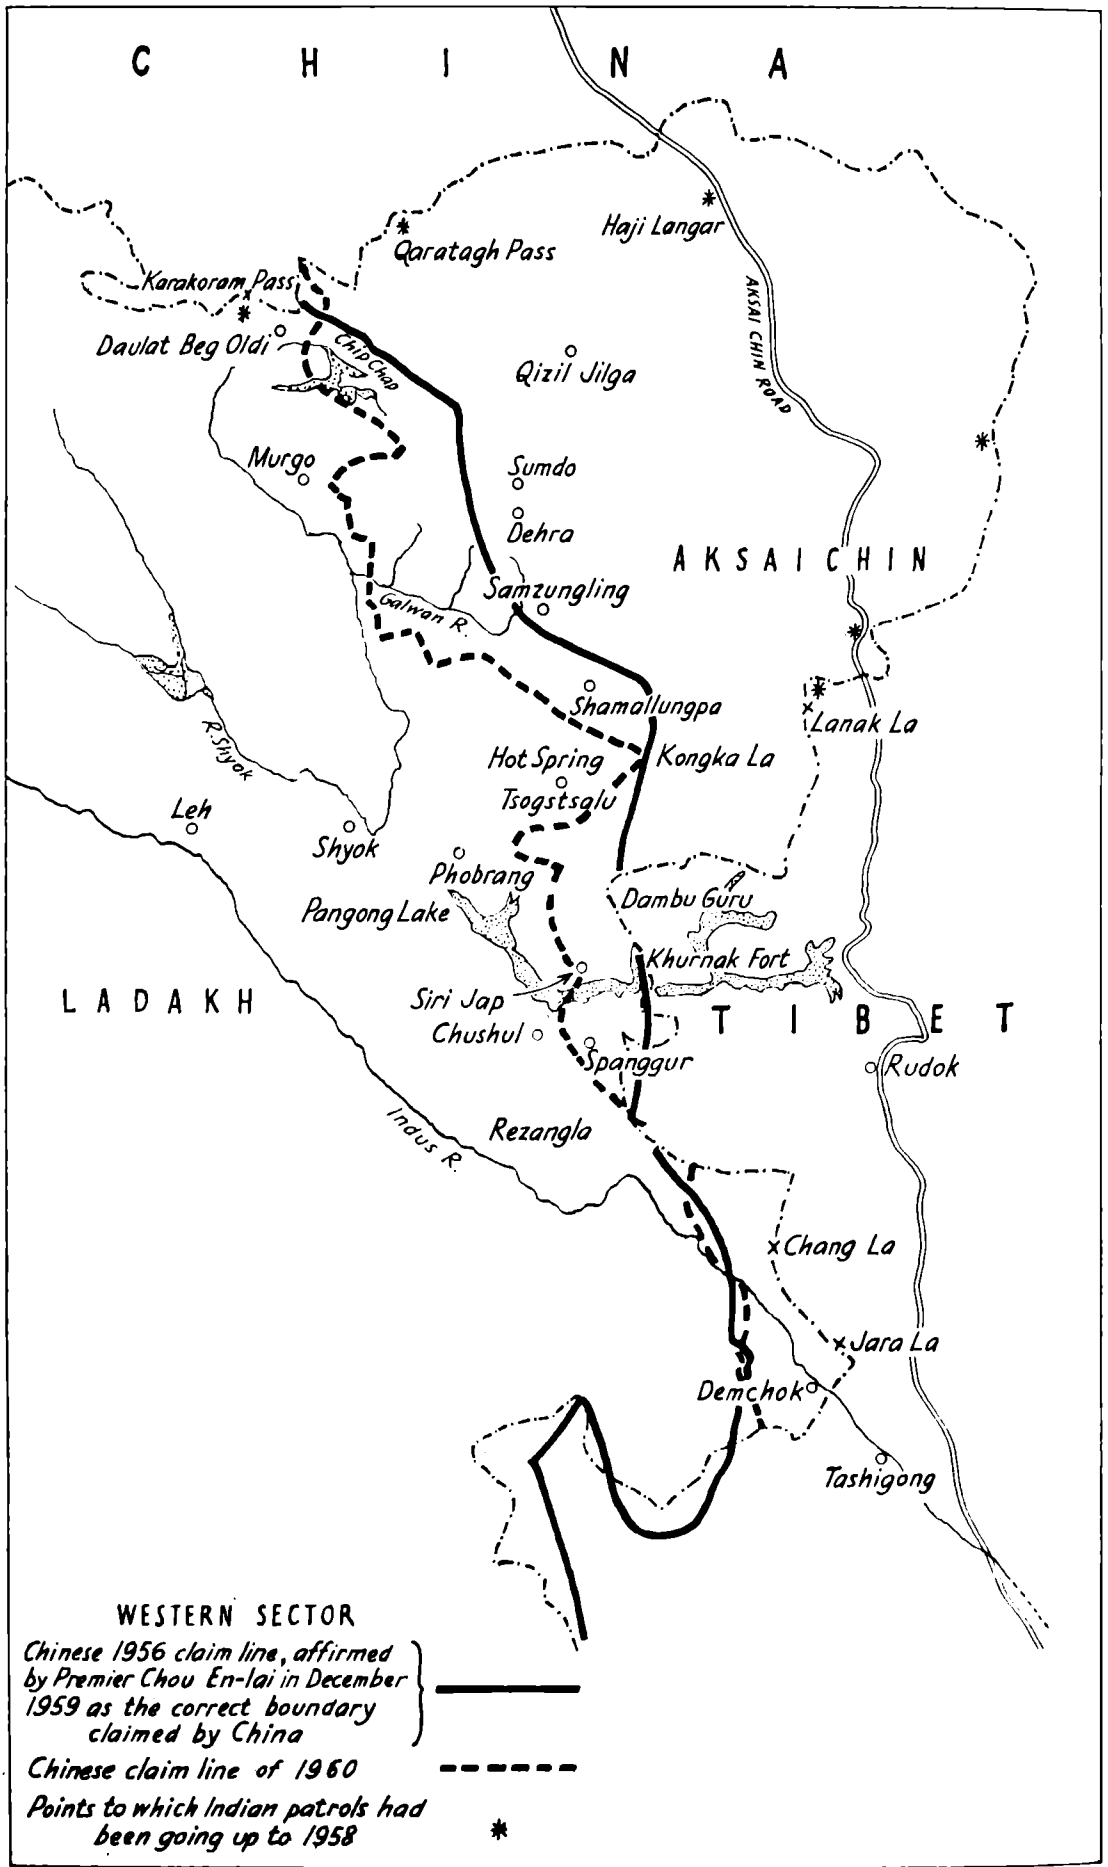 C H I N A
Haji Langar
Qaratagh Pass
Karakoram Pass
AKSAI CHIN ROAD
Daulat Beg Oldi
Chip Chap
Qizil Jilga
Murgo
Sumdo
Dehra
AKSAI CHIN
Samzungling
Galwan R.
Shamallungpa
Lanak La
R. Shyok
Hot Spring
Kongka La
Tsogstsalu
Leh
Shyok
Phobrang
Dambu Guru
Pangong Lake
Khurnak Fort
LADAKH
Siri Jap
TIBET
Chushul
Spanggur
Rudok
Indus R.
Rezangla
Chang La
Jara La
Demchok
Tashigong
WESTERN SECTOR
Chinese 1956 claim line, affirmed
by Premier Chou En-lai in December
1959 as the correct boundary
claimed by China
Chinese claim line of 1960
Points to which Indian patrols had
been going up to 1958